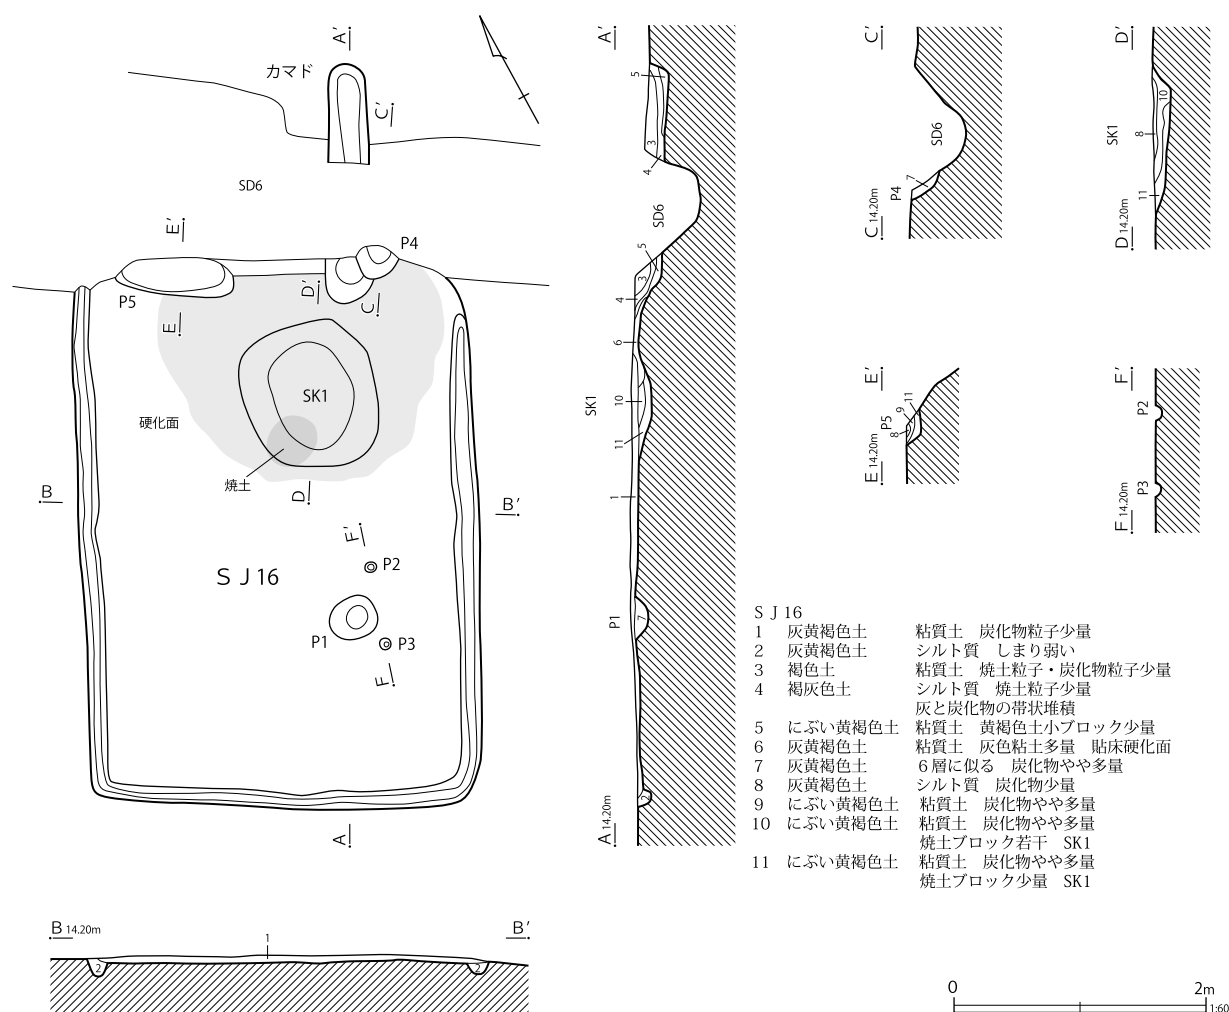 A′
カマド
C′
SD6
E′
P4
P5
D′
C
E
SK1
硬化面
焼土
B
D
B′
F′
ＳＪ16
P2
P1
P3
F
A
B 14.20m
1
B′
2
2
A′
5
3
4
SD6
5
3
4
6
SK1
10
11
1
P1
7
2
A 14.20m
C′
SD6
7
P4
C 14.20m
D′
10
SK1
8
11
D 14.20m
E′
11
9
P5
8
E 14.20m
F′
P2
P3
F 14.20m
ＳＪ16
1 灰黄褐色土 粘質土 炭化物粒子少量
2 灰黄褐色土 シルト質 しまり弱い
3 褐色土 粘質土 焼土粒子・炭化物粒子少量
4 褐灰色土 シルト質 焼土粒子少量
灰と炭化物の帯状堆積
5 にぶい黄褐色土 粘質土 黄褐色土小ブロック少量
6 灰黄褐色土 粘質土 灰色粘土多量 貼床硬化面
7 灰黄褐色土 ６層に似る 炭化物やや多量
8 灰黄褐色土 シルト質 炭化物少量
9 にぶい黄褐色土 粘質土 炭化物やや多量
10 にぶい黄褐色土 粘質土 炭化物やや多量
焼土ブロック若干 SK1
11 にぶい黄褐色土 粘質土 炭化物やや多量
焼土ブロック少量 SK1
0 2m
1:60